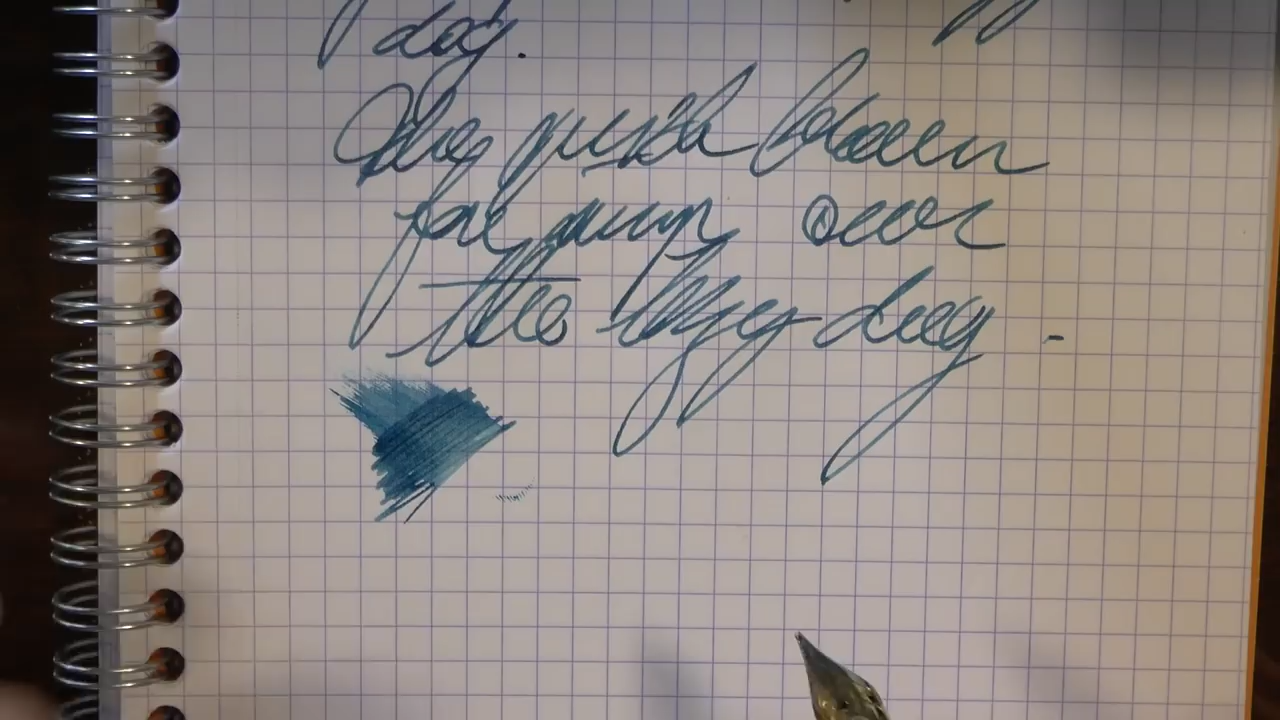 dog.
The quick brown
fox jump over
the lazy dog.